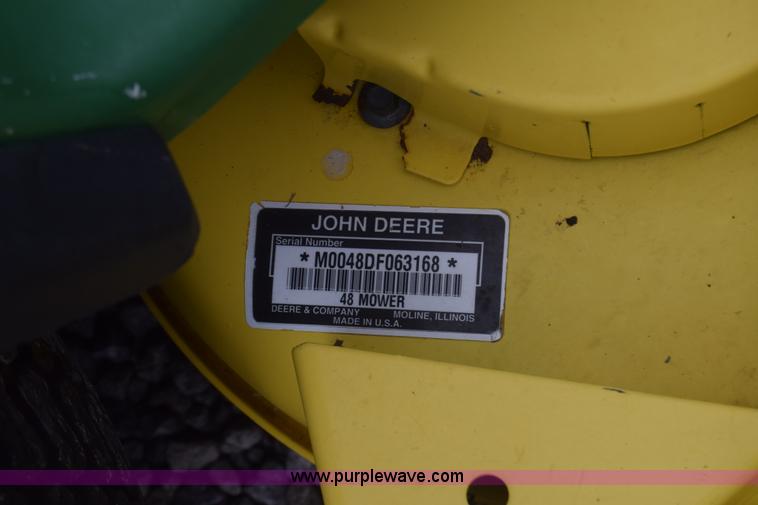 JOHN DEERE
Serial Number
* M0048DF063168 *
48 MOWER
DEERE & COMPANY MOLINE, ILLINOIS
MADE IN U.S.A.
www.purplewave.com